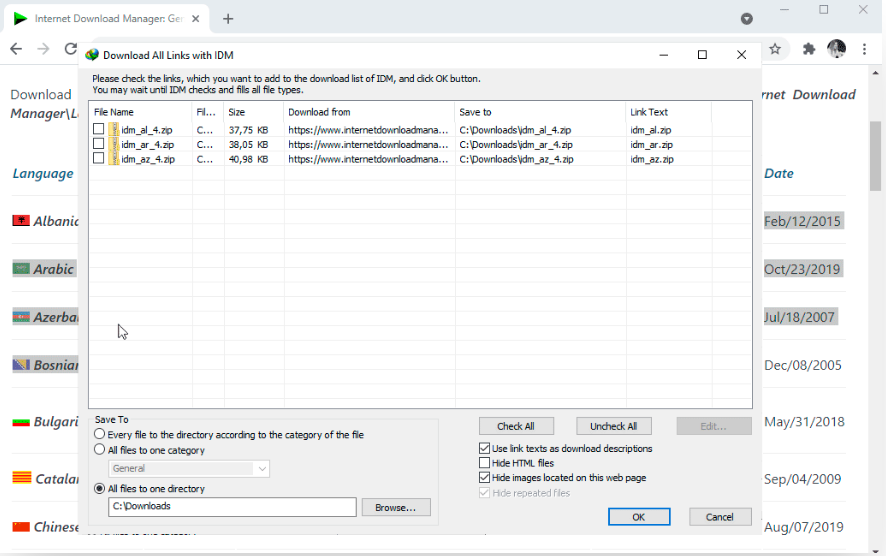 Internet Download Manager: Ger
Download All Links with IDM
Please check the links, which you want to add to the download list of IDM, and click OK button.
You may wait until IDM checks and fills all file types.
File Name Fil... Size Download from Save to Link Text
idm_al_4.zip C... 37,75 KB https://www.internetdownloadmana... C:\Downloads\idm_al_4.zip idm_al.zip
idm_ar_4.zip C... 38,05 KB https://www.internetdownloadmana... C:\Downloads\idm_ar_4.zip idm_ar.zip
idm_az_4.zip C... 40,98 KB https://www.internetdownloadmana... C:\Downloads\idm_az_4.zip idm_az.zip
Download rnet Download
Manager\L
Language Date
Albania Feb/12/2015
Arabic Oct/23/2019
Azerba Jul/18/2007
Bosnian Dec/08/2005
Bulgari May/31/2018
Catalan Sep/04/2009
Chinese Aug/07/2019
Save To
Every file to the directory according to the category of the file
All files to one category
General
All files to one directory
C:\Downloads Browse...
Check All Uncheck All Edit...
Use link texts as download descriptions
Hide HTML files
Hide images located on this web page
Hide repeated files
OK Cancel